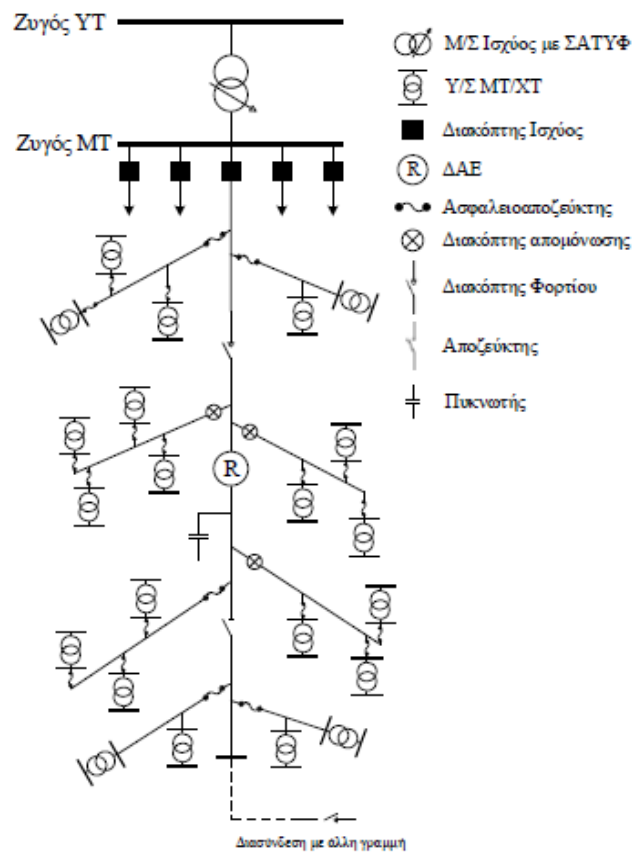 Ζυγός ΥΤ
Μ/Σ Ισχύος με ΣΑΤΥΦ
Υ/Σ ΜΤ/ΧΤ
Ζυγός ΜΤ
Διακόπτης Ισχύος
R
ΔΑΕ
Ασφαλειοαποζεύκτης
Διακόπτης απομόνωσης
Διακόπτης Φορτίου
Αποζεύκτης
Πυκνωτής
R
Διασύνδεση με άλλη γραμμή